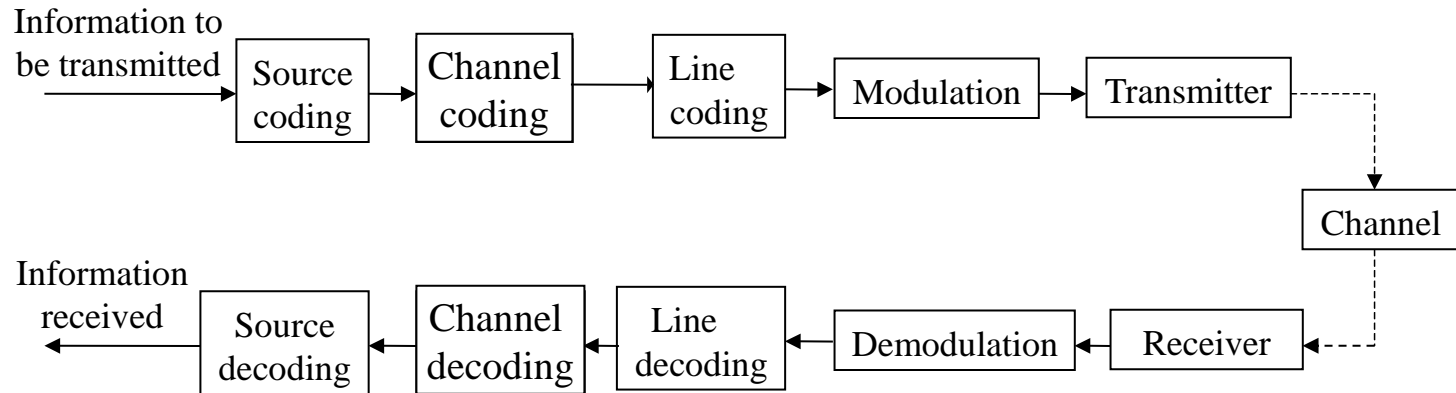 Information to
be transmitted
Source
coding
Channel
coding
Line
coding
Modulation
Transmitter
Channel
Information
received
Source
decoding
Channel
decoding
Line
decoding
Demodulation
Receiver